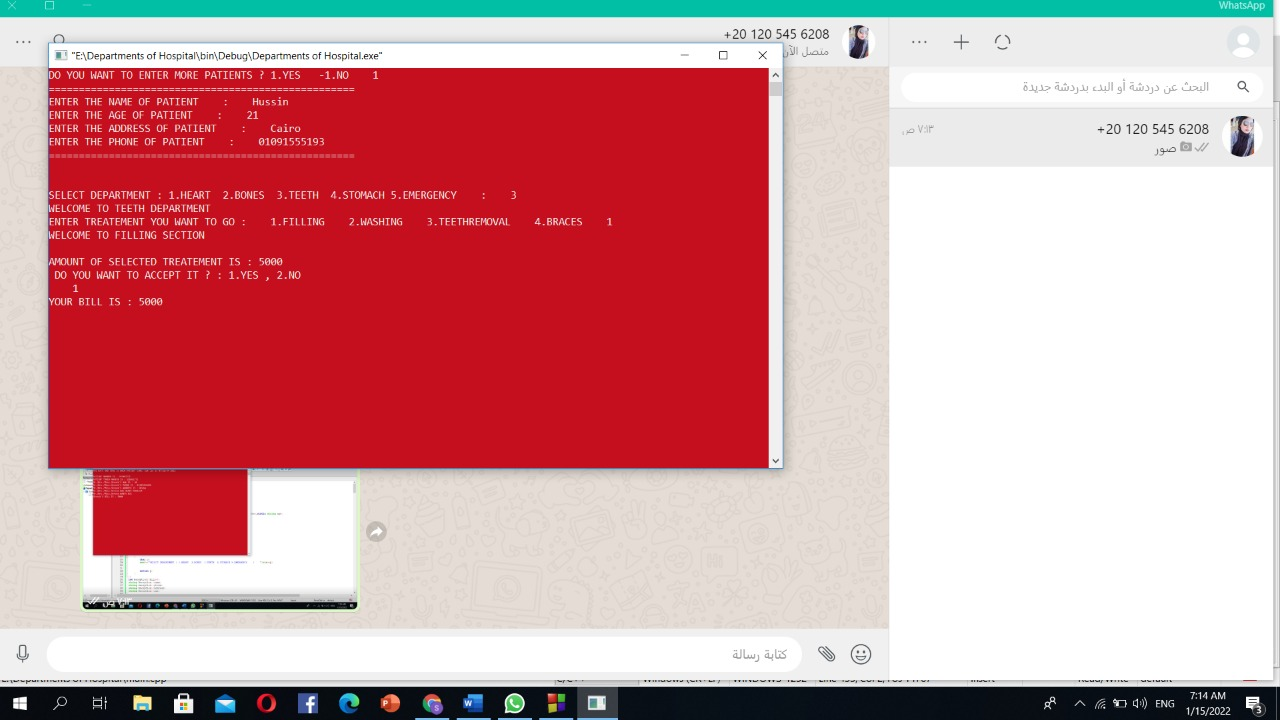 WhatsApp
+20 120 545 6208
متصل الآن
"E:\Departments of Hospital\bin\Debug\Departments of Hospital.exe"
DO YOU WANT TO ENTER MORE PATIENTS ? 1.YES   -1.NO    1
===================================================
ENTER THE NAME OF PATIENT    :    Hussin
ENTER THE AGE OF PATIENT    :    21
ENTER THE ADDRESS OF PATIENT    :    Cairo
ENTER THE PHONE OF PATIENT    :    01091555193
===================================================
SELECT DEPARTMENT : 1.HEART  2.BONES  3.TEETH  4.STOMACH 5.EMERGENCY    :    3
WELCOME TO TEETH DEPARTMENT
ENTER TREATEMENT YOU WANT TO GO :    1.FILLING    2.WASHING    3.TEETHREMOVAL    4.BRACES    1
WELCOME TO FILLING SECTION
AMOUNT OF SELECTED TREATEMENT IS : 5000
DO YOU WANT TO ACCEPT IT ? : 1.YES , 2.NO
1
YOUR BILL IS : 5000
البحث عن دردشة أو البدء بدردشة جديدة
+20 120 545 6208
٧:١٣ ص
صور
كتابة رسالة
ENG
7:14 AM
1/15/2022
3